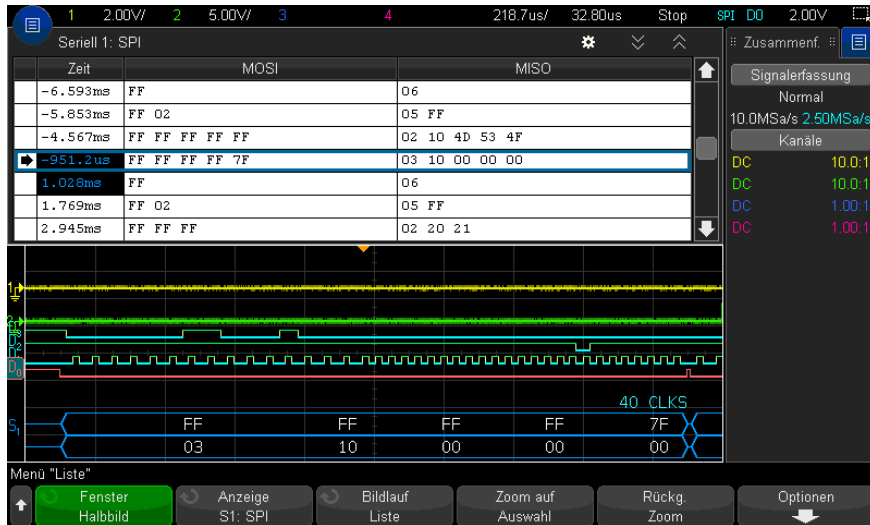 1 2.00V/ 2 5.00V/ 3 4 218.7us/ 32.80us Stop SPI D0 2.00V
Seriell 1: SPI
Zusammenf.
Zeit MOSI MISO
-6.593ms FF 06
-5.853ms FF 02 05 FF
-4.567ms FF FF FF FF FF 02 10 4D 53 4F
-951.2us FF FF FF FF 7F 03 10 00 00 00
1.028ms FF 06
1.769ms FF 02 05 FF
2.945ms FF FF FF 02 20 21
Signalerfassung
Normal
10.0MSa/s 2.50MSa/s
Kanäle
DC 10.0:1
DC 10.0:1
DC 1.00:1
DC 1.00:1
1
2
D2
D0
40 CLKS
S1
FF FF FF FF 7F
03 10 00 00 00
Menü "Liste"
Fenster
Halbbild
Anzeige
S1: SPI
Bildlauf
Liste
Zoom auf
Auswahl
Rückg.
Zoom
Optionen